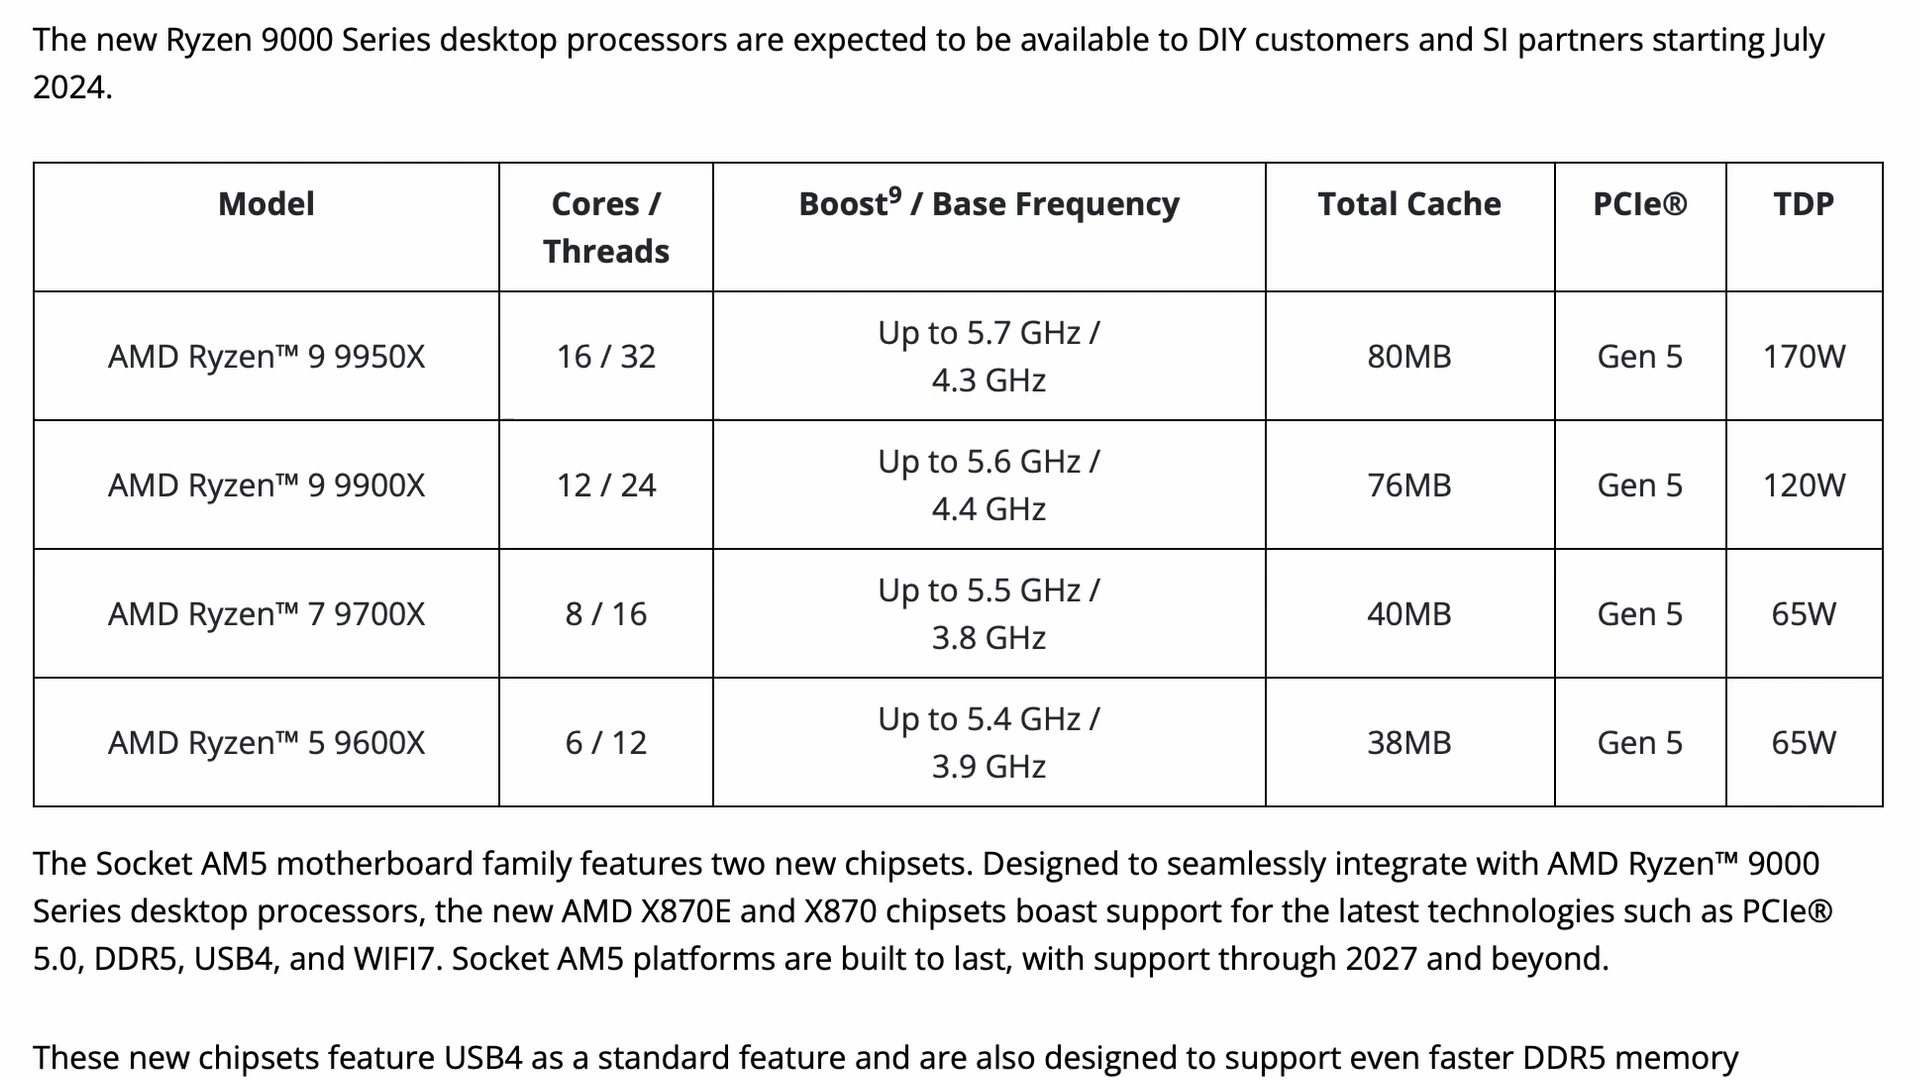 The new Ryzen 9000 Series desktop processors are expected to be available to DIY customers and SI partners starting July
2024.
Model
Cores /
Threads
Boost⁹ / Base Frequency
Total Cache
PCIe®
TDP
AMD Ryzen™ 9 9950X
16 / 32
Up to 5.7 GHz /
4.3 GHz
80MB
Gen 5
170W
AMD Ryzen™ 9 9900X
12 / 24
Up to 5.6 GHz /
4.4 GHz
76MB
Gen 5
120W
AMD Ryzen™ 7 9700X
8 / 16
Up to 5.5 GHz /
3.8 GHz
40MB
Gen 5
65W
AMD Ryzen™ 5 9600X
6 / 12
Up to 5.4 GHz /
3.9 GHz
38MB
Gen 5
65W
The Socket AM5 motherboard family features two new chipsets. Designed to seamlessly integrate with AMD Ryzen™ 9000
Series desktop processors, the new AMD X870E and X870 chipsets boast support for the latest technologies such as PCIe®
5.0, DDR5, USB4, and WIFI7. Socket AM5 platforms are built to last, with support through 2027 and beyond.
These new chipsets feature USB4 as a standard feature and are also designed to support even faster DDR5 memory